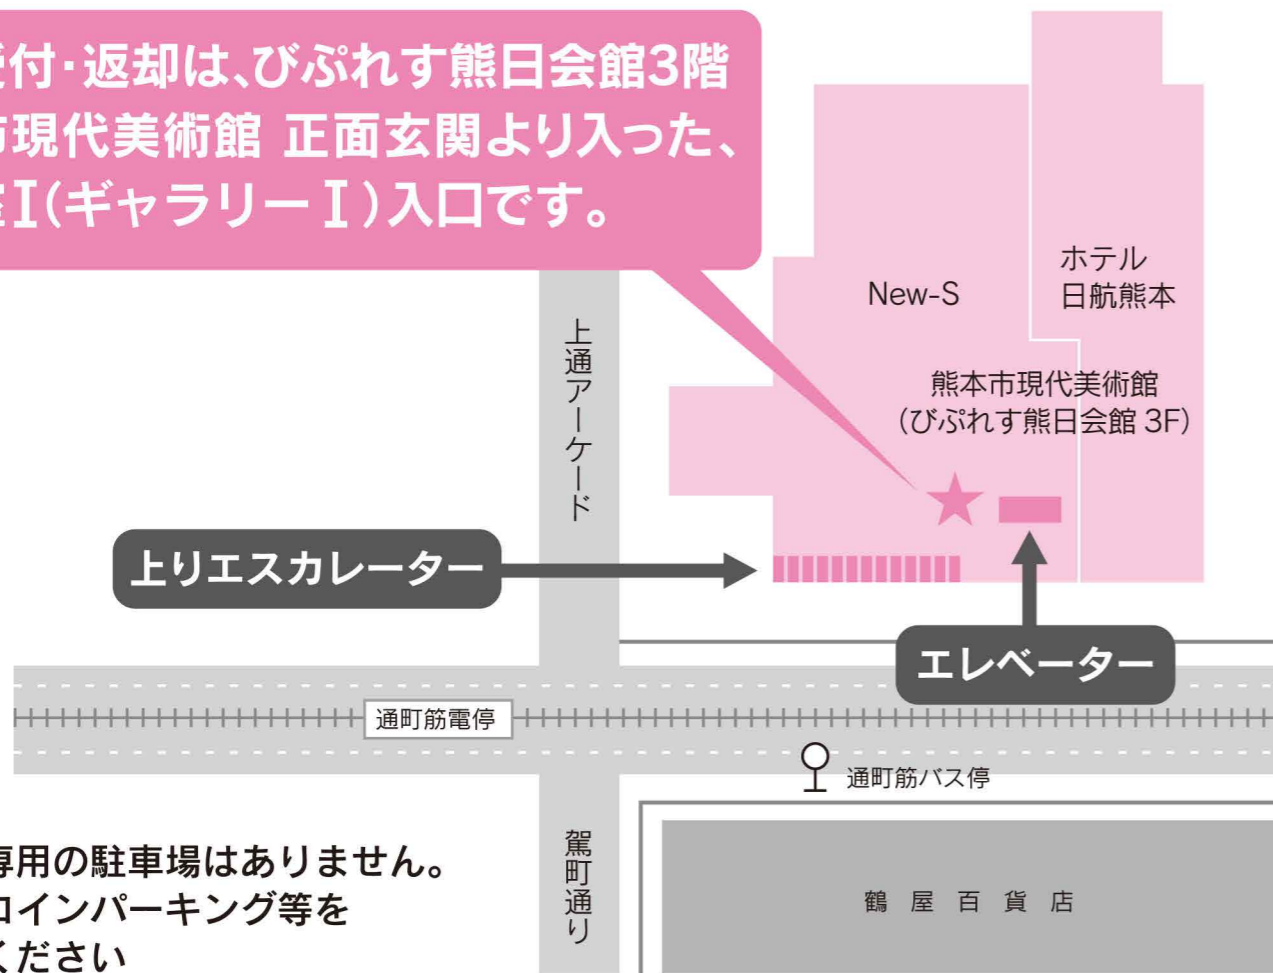 付・返却は、びぷれす熊日会館3階
市現代美術館 正面玄関より入った、
I(ギャラリーI)入口です。
New-S
ホテル
日航熊本
熊本市現代美術館
(びぷれす熊日会館 3F)
上通アーケード
上りエスカレーター
エレベーター
通町筋電停
通町筋バス停
駕町通り
鶴屋百貨店
専用の駐車場はありません。
コインパーキング等を
ください